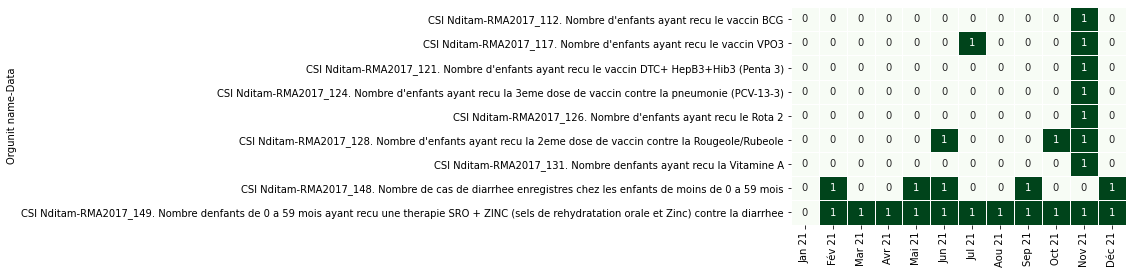 Orgunit name-Data
CSI Nditam-RMA2017_112. Nombre d'enfants ayant recu le vaccin BCG 0 0 0 0 0 0 0 0 0 0 1 0
CSI Nditam-RMA2017_117. Nombre d'enfants ayant recu le vaccin VPO3 0 0 0 0 0 0 1 0 0 0 1 0
CSI Nditam-RMA2017_121. Nombre d'enfants ayant recu le vaccin DTC+ HepB3+Hib3 (Penta 3) 0 0 0 0 0 0 0 0 0 0 1 0
CSI Nditam-RMA2017_124. Nombre d'enfants ayant recu la 3eme dose de vaccin contre la pneumonie (PCV-13-3) 0 0 0 0 0 0 0 0 0 0 1 0
CSI Nditam-RMA2017_126. Nombre d'enfants ayant recu le Rota 2 0 0 0 0 0 0 0 0 0 0 1 0
CSI Nditam-RMA2017_128. Nombre d'enfants ayant recu la 2eme dose de vaccin contre la Rougeole/Rubeole 0 0 0 0 0 1 0 0 0 1 1 0
CSI Nditam-RMA2017_131. Nombre denfants ayant recu la Vitamine A 0 0 0 0 0 0 0 0 0 0 1 0
CSI Nditam-RMA2017_148. Nombre de cas de diarrhee enregistres chez les enfants de moins de 0 a 59 mois 0 1 0 0 1 1 0 0 1 0 0 1
CSI Nditam-RMA2017_149. Nombre denfants de 0 a 59 mois ayant recu une therapie SRO + ZINC (sels de rehydratation orale et Zinc) contre la diarrhee 0 1 1 1 1 1 1 1 1 1 1 1
Jan 21 Fév 21 Mar 21 Avr 21 Mai 21 Jun 21 Jul 21 Aou 21 Sep 21 Oct 21 Nov 21 Déc 21